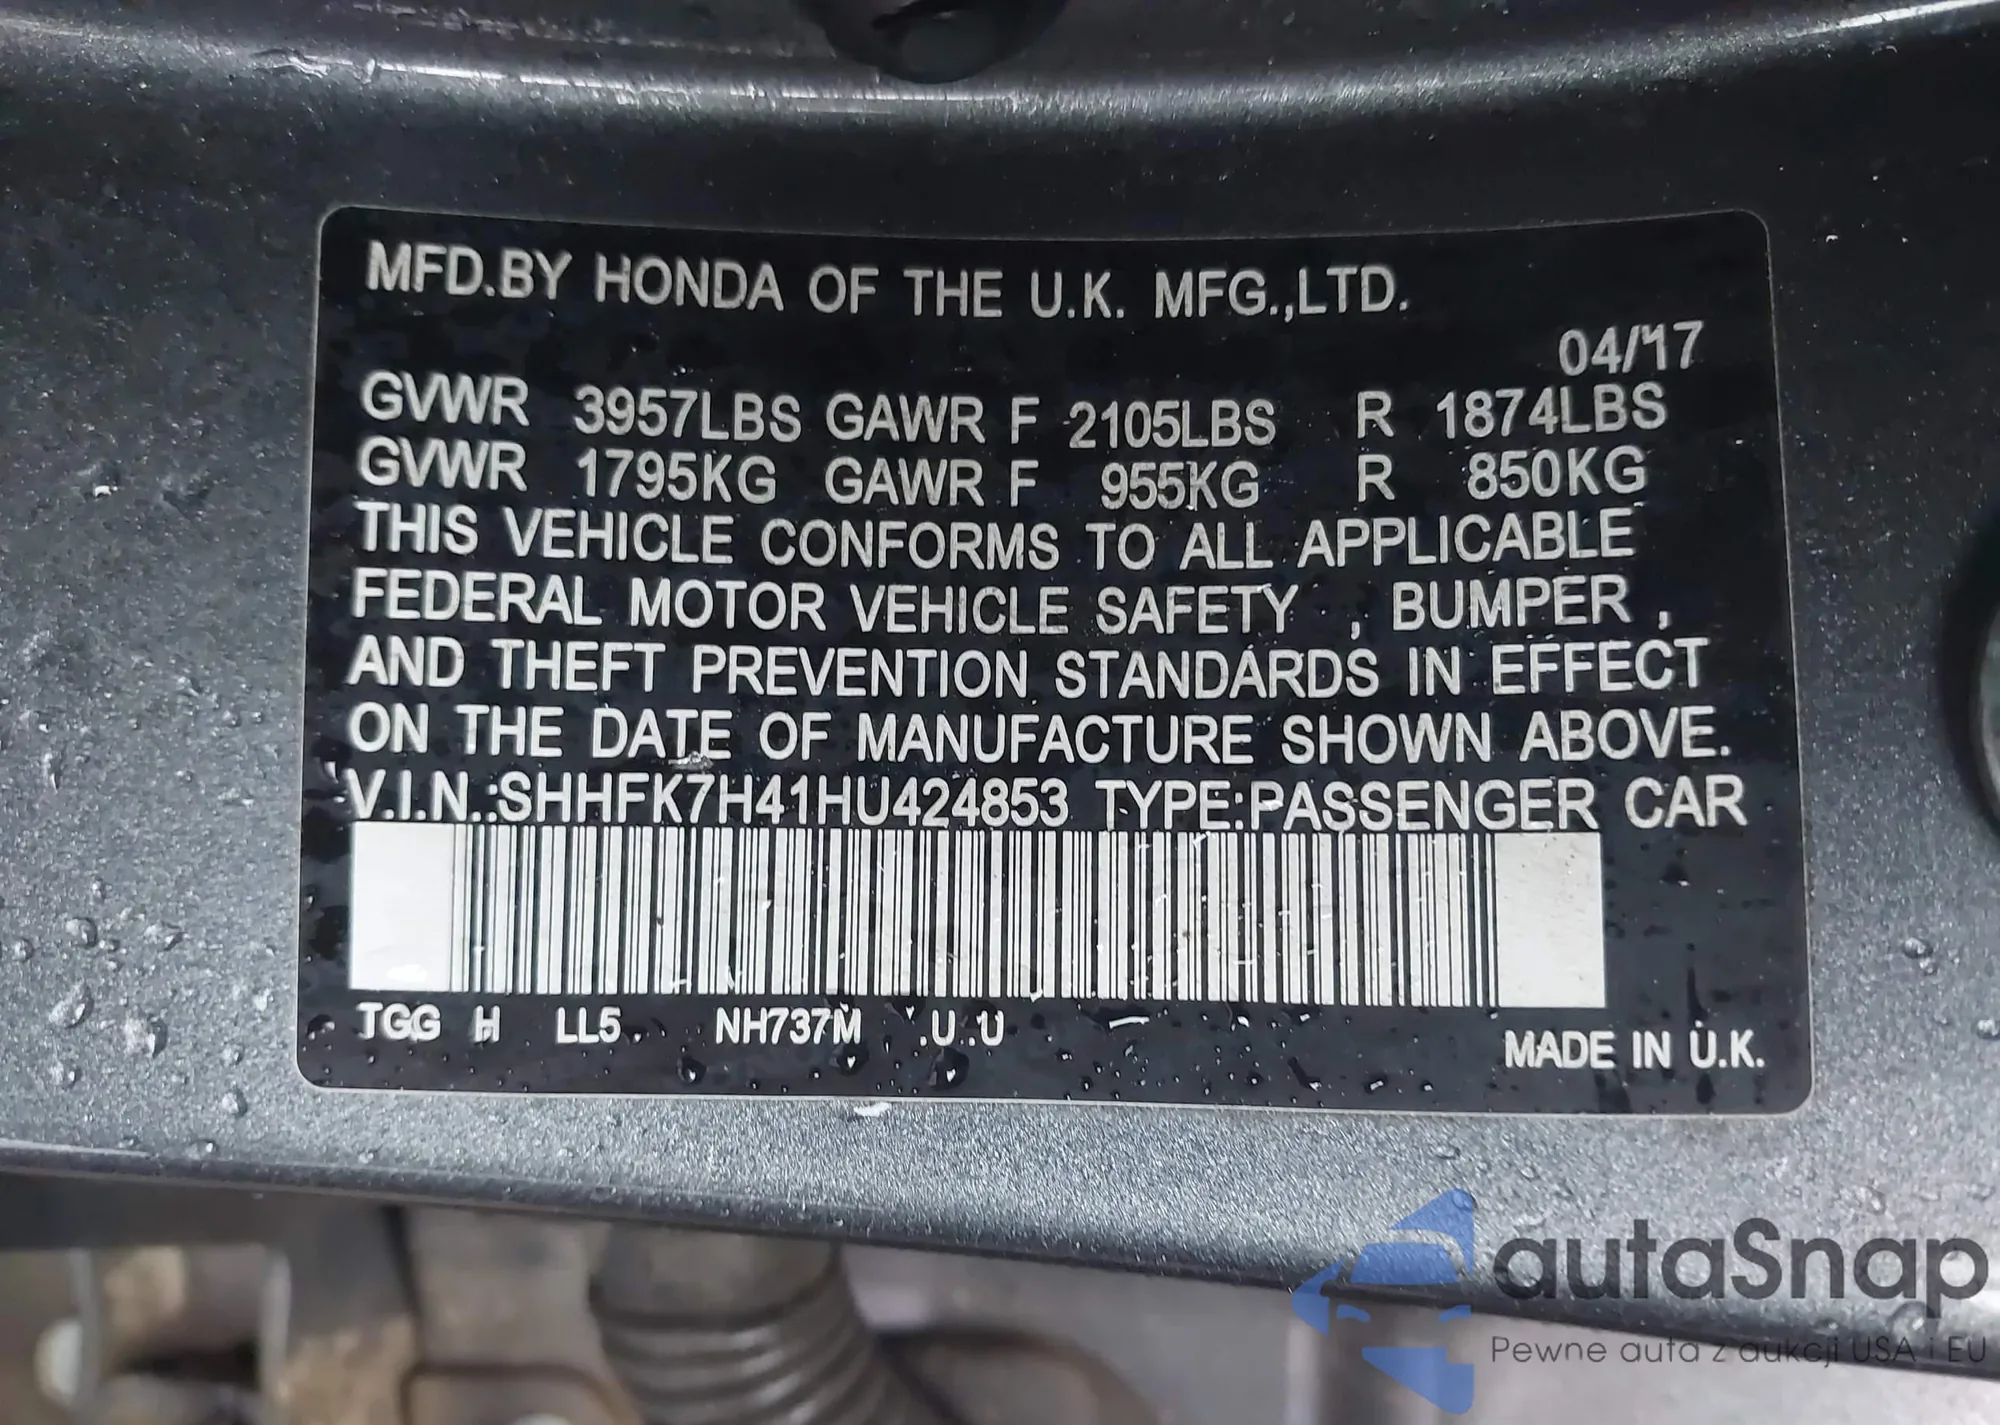 MFD.BY HONDA OF THE U.K. MFG.,LTD.
04/17
GVWR 3957LBS GAWR F 2105LBS R 1874LBS
GVWR 1795KG GAWR F 955KG R 850KG
THIS VEHICLE CONFORMS TO ALL APPLICABLE
FEDERAL MOTOR VEHICLE SAFETY , BUMPER ,
AND THEFT PREVENTION STANDARDS IN EFFECT
ON THE DATE OF MANUFACTURE SHOWN ABOVE.
V.I.N.:SHHFK7H41HU424853 TYPE:PASSENGER CAR
TGG H LL5 NH737M U U
MADE IN U.K.
autaSnap
Pewne auta z aukcji USA i EU